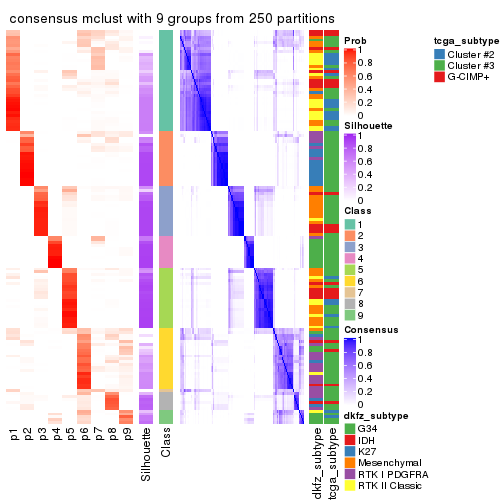 consensus mclust with 9 groups from 250 partitions
Prob
1
0.8
0.6
0.4
0.2
0
Silhouette
1
0.8
0.6
0.4
0.2
0
Class
1
2
3
4
5
6
7
8
9
Consensus
1
0.8
0.6
0.4
0.2
0
dkfz_subtype
G34
IDH
K27
Mesenchymal
RTK I PDGFRA
RTK II Classic
tcga_subtype
Cluster #2
Cluster #3
G-CIMP+
p1
p2
p3
p4
p5
p6
p7
p8
p9
Silhouette
Class
dkfz_subtype
tcga_subtype